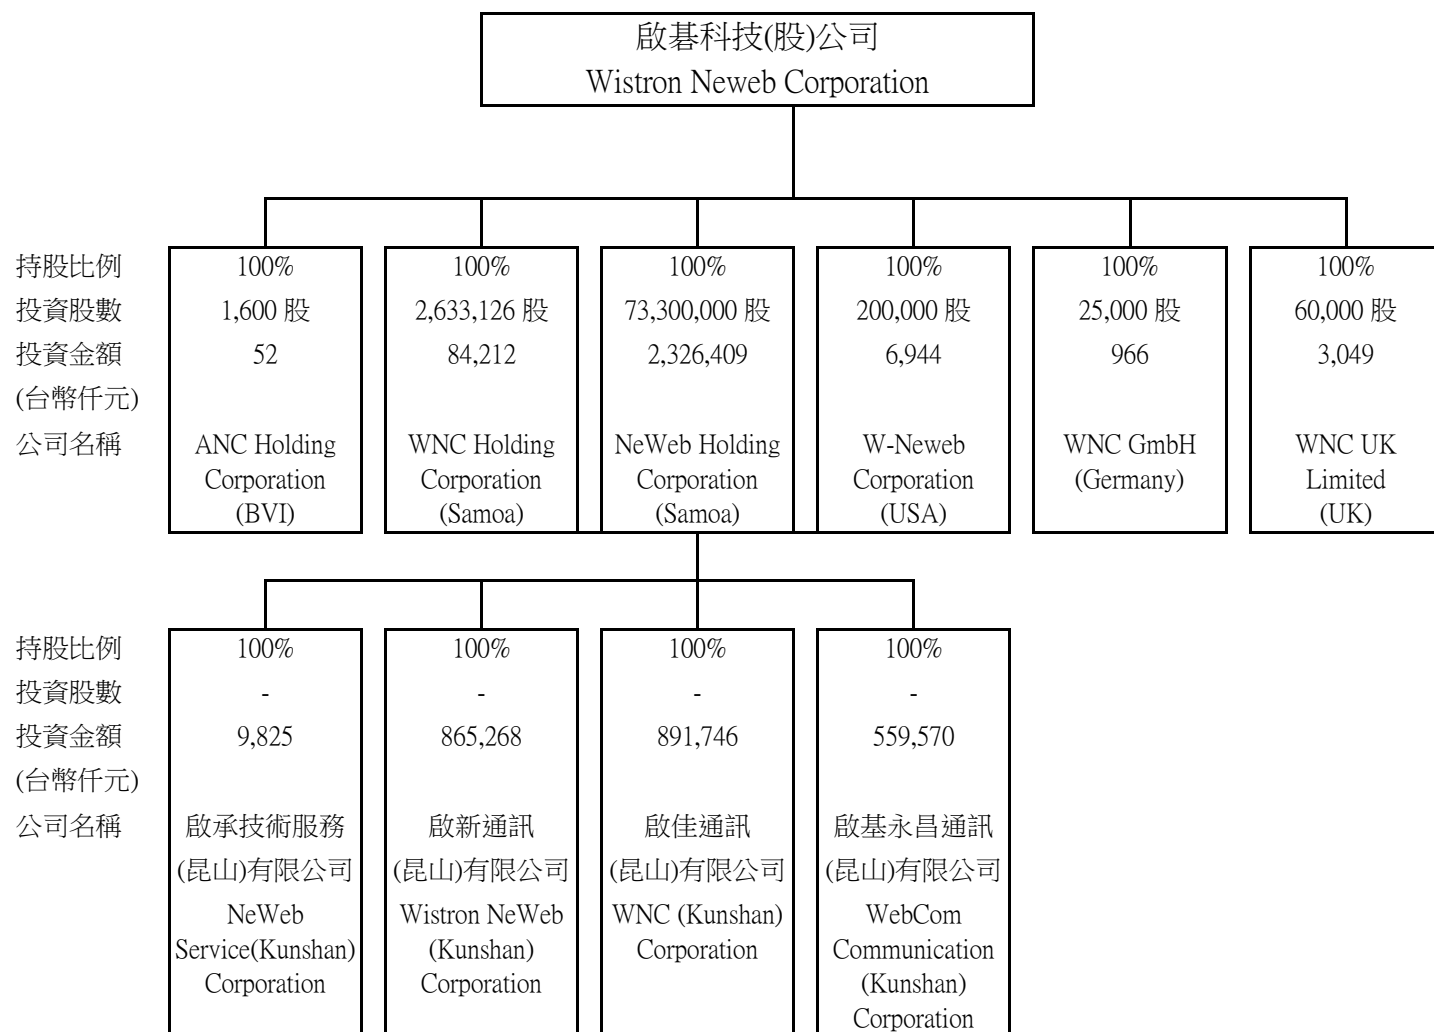 啟碁科技(股)公司
Wistron Neweb Corporation
持股比例 100% 100% 100% 100% 100% 100%
投資股數 1,600 股 2,633,126 股 73,300,000 股 200,000 股 25,000 股 60,000 股
投資金額 52 84,212 2,326,409 6,944 966 3,049
(台幣仟元)
公司名稱 ANC Holding WNC Holding NeWeb Holding W-Neweb WNC GmbH WNC UK
Corporation Corporation Corporation Corporation (Germany) Limited
(BVI) (Samoa) (Samoa) (USA) (UK)
持股比例 100% 100% 100% 100%
投資股數 - - - -
投資金額 9,825 865,268 891,746 559,570
(台幣仟元)
公司名稱 啟承技術服務 啟新通訊 啟佳通訊 啟基永昌通訊
(昆山)有限公司 (昆山)有限公司 (昆山)有限公司 (昆山)有限公司
NeWeb Wistron NeWeb WNC (Kunshan) WebCom
Service(Kunshan) (Kunshan) Corporation Communication
Corporation Corporation (Kunshan)
Corporation